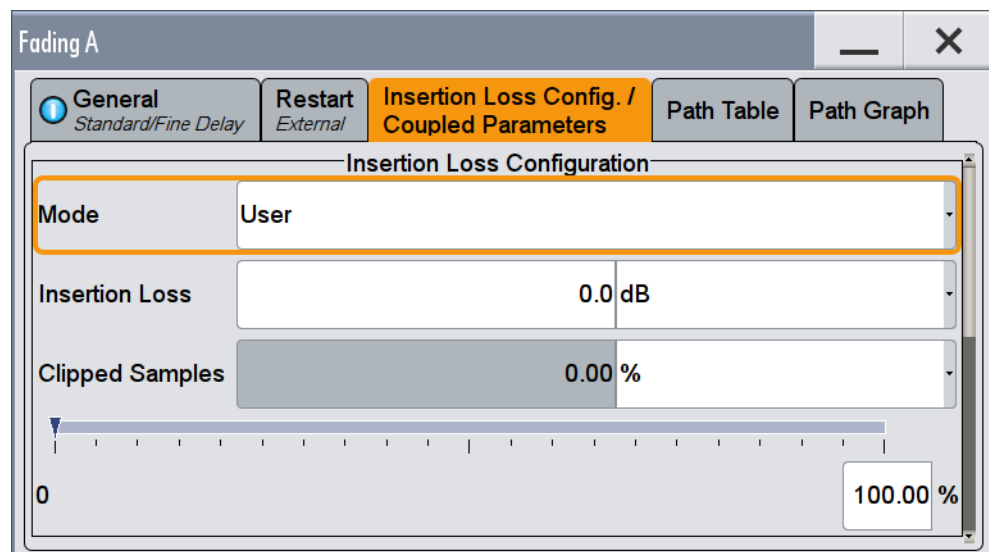 Fading A
General
Standard/Fine Delay
Restart
External
Insertion Loss Config. /
Coupled Parameters
Path Table
Path Graph
Insertion Loss Configuration
Mode
User
Insertion Loss
0.0 dB
Clipped Samples
0.00 %
0
100.00 %